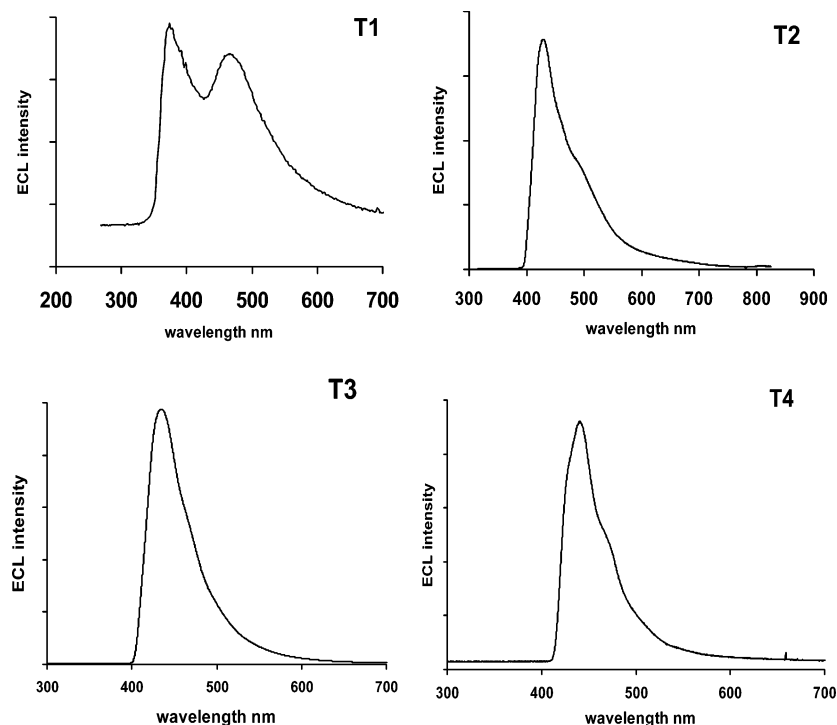 T1
ECL intensity
200 300 400 500 600 700
wavelength nm
T2
ECL intensity
300 400 500 600 700 800 900
wavelength nm
T3
ECL intensity
300 400 500 600 700
wavelength nm
T4
ECL intensity
300 400 500 600 700
wavelength nm